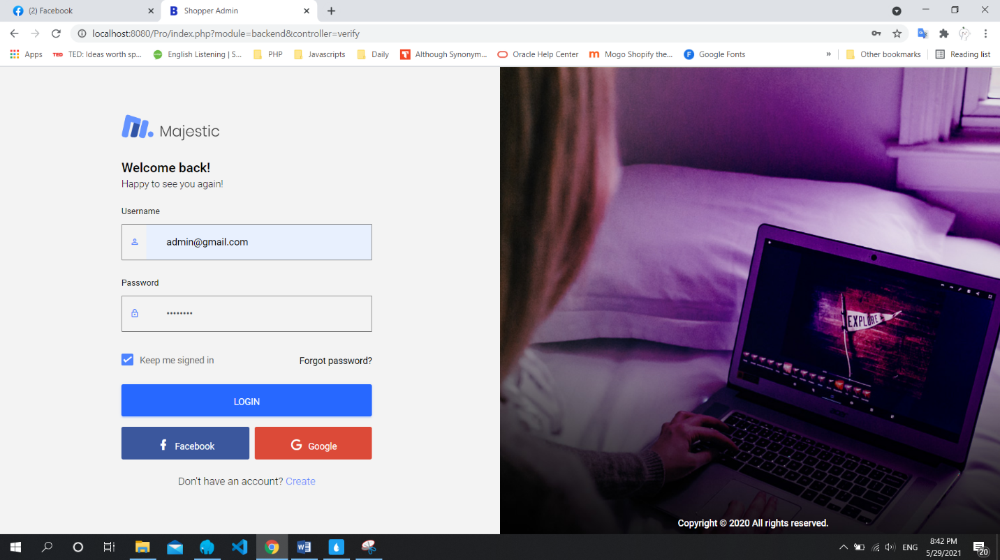 (2) Facebook
Shopper Admin
localhost:8080/Pro/index.php?module=backend&controller=verify
Apps
TED: Ideas worth sp...
English Listening | S...
PHP
Javascripts
Daily
Although Synonym...
Oracle Help Center
Mogo Shopify the...
Google Fonts
»
Other bookmarks
Reading list
Majestic
Welcome back!
Happy to see you again!
Username
admin@gmail.com
Password
••••••••
Keep me signed in
Forgot password?
LOGIN
Facebook
Google
Don't have an account? Create
EXPLORE
Copyright © 2020 All rights reserved.
ENG
8:42 PM
5/29/2021
20